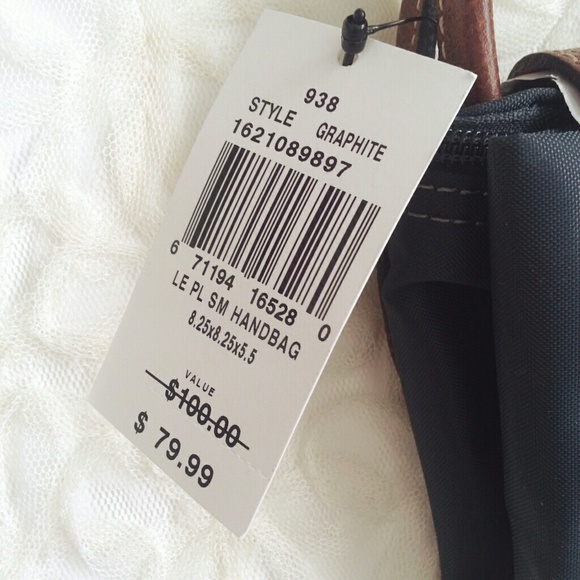 938
STYLE GRAPHITE
1621089897
6 71194 16528 0
LE PL SM HANDBAG
8.25x8.25x5.5
VALUE
$100.00
$ 79.99